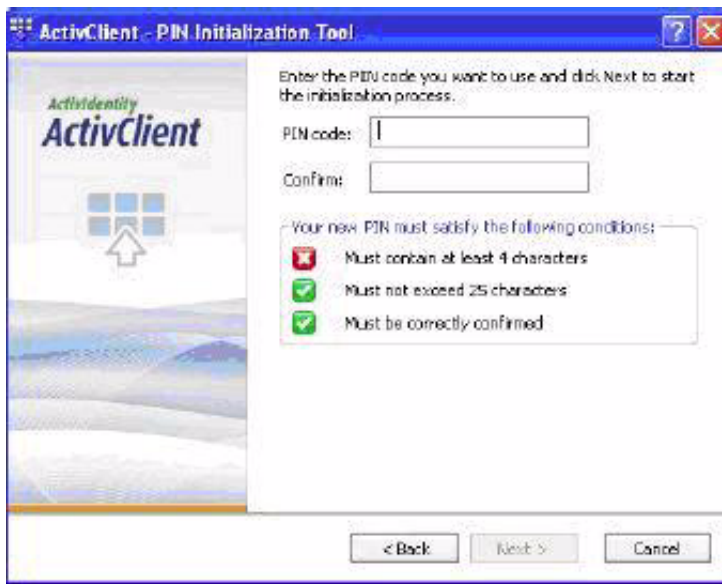 ActivClient - PIN Initialization Tool
Enter the PIN code you want to use and click Next to start
the initialization process.
ActivIdentity
ActivClient
PIN code:
Confirm:
Your new PIN must satisfy the following conditions:
Must contain at least 4 characters
Must not exceed 25 characters
Must be correctly confirmed
< Back
Next >
Cancel